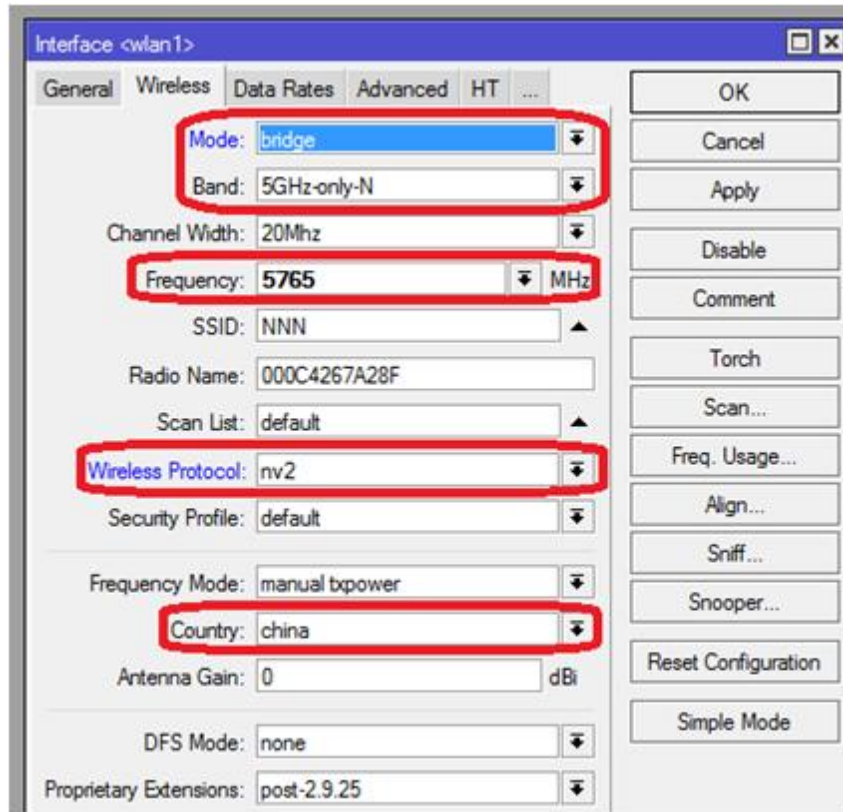 Interface <wlan1>
General Wireless Data Rates Advanced HT ...
Mode: bridge
Band: 5GHz-only-N
Channel Width: 20Mhz
Frequency: 5765 MHz
SSID: NNN
Radio Name: 000C4267A28F
Scan List: default
Wireless Protocol: nv2
Security Profile: default
Frequency Mode: manual txpower
Country: china
Antenna Gain: 0 dBi
DFS Mode: none
Proprietary Extensions: post-2.9.25
OK
Cancel
Apply
Disable
Comment
Torch
Scan...
Freq. Usage...
Align...
Sniff...
Snooper...
Reset Configuration
Simple Mode